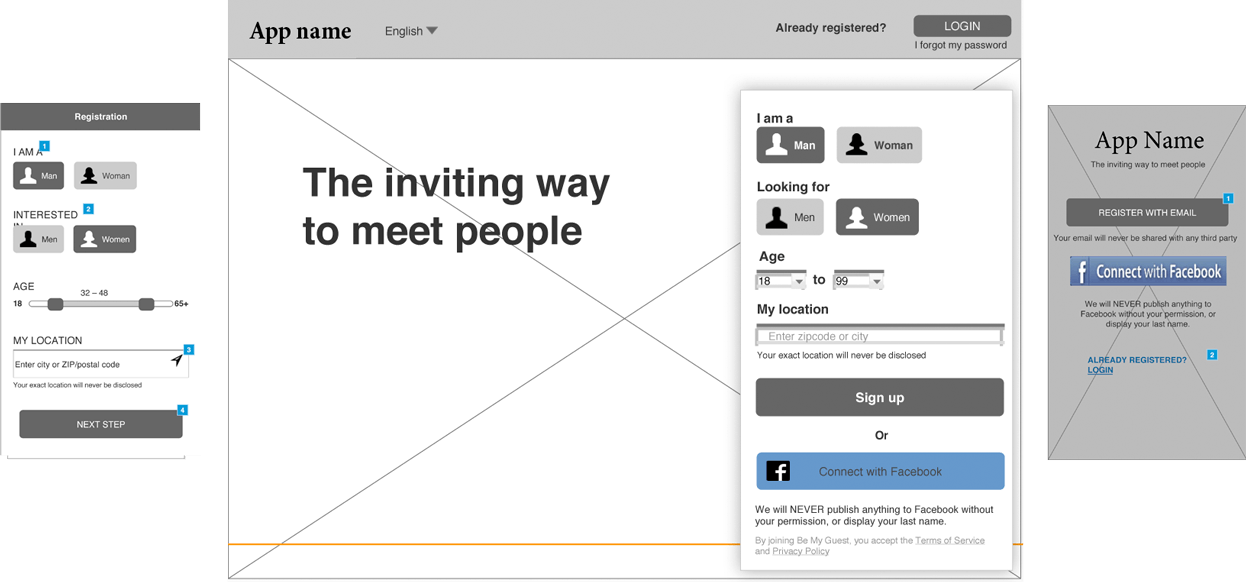 Registration
1
I AM A
Man
Woman
2
INTERESTED
IN
Men
Women
AGE
32 – 48
18
65+
MY LOCATION
3
Enter city or ZIP/postal code
Your exact location will never be disclosed
4
NEXT STEP
App name
English
Already registered?
LOGIN
I forgot my password
The inviting way
to meet people
I am a
Man
Woman
Looking for
Men
Women
Age
18
to
99
My location
Enter zipcode or city
Your exact location will never be disclosed
Sign up
Or
f
Connect with Facebook
We will NEVER publish anything to Facebook without
your permission, or display your last name.
By joining Be My Guest, you accept the Terms of Service
and Privacy Policy
App Name
The inviting way to meet people
1
REGISTER WITH EMAIL
Your email will never be shared with any third party
f
Connect with Facebook
We will NEVER publish anything to
Facebook without your permission, or
display your last name.
2
ALREADY REGISTERED?
LOGIN